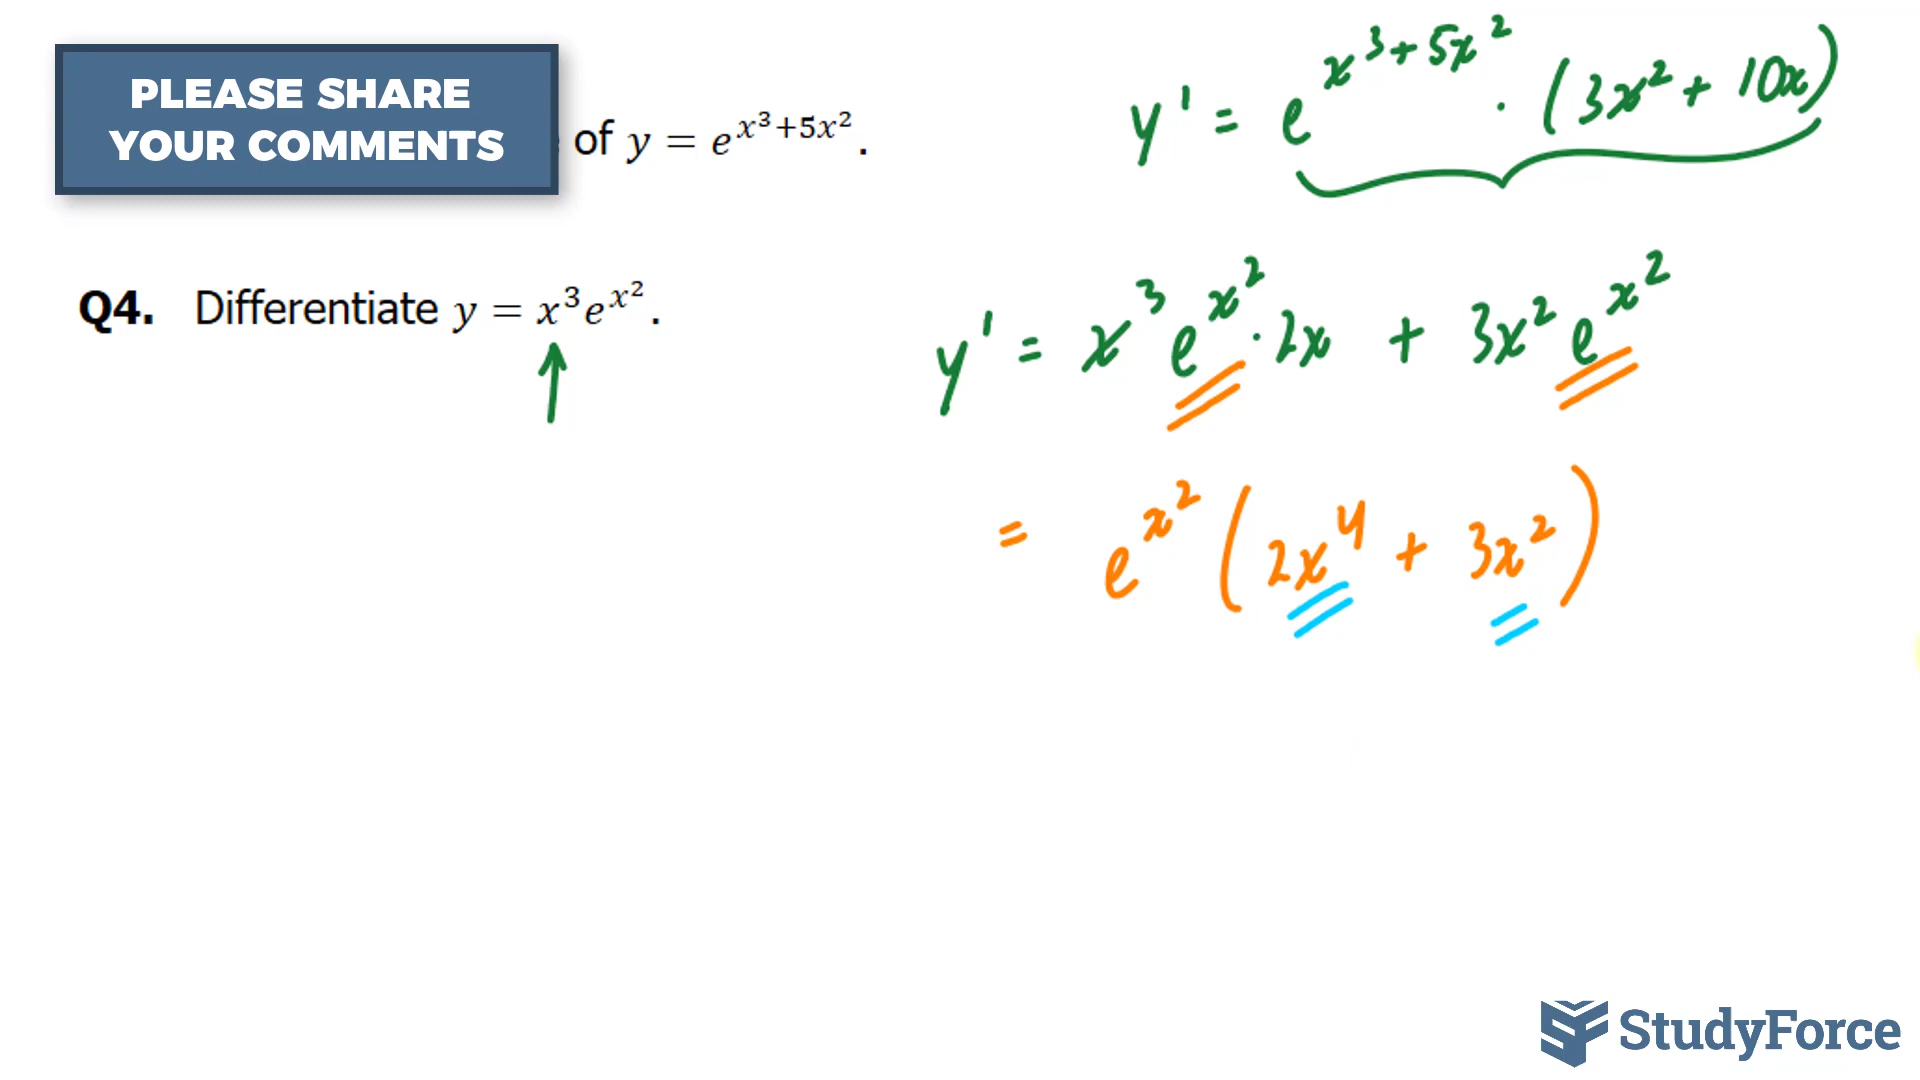 PLEASE SHARE
YOUR COMMENTS
of y = e^{x³+5x²}.
y' = e^{x³+5x²} · (3x² + 10x)
Q4. Differentiate y = x³e^{x²}.
y' = x³e^{x²} · 2x + 3x²e^{x²}
= e^{x²}(2x⁴ + 3x²)
StudyForce